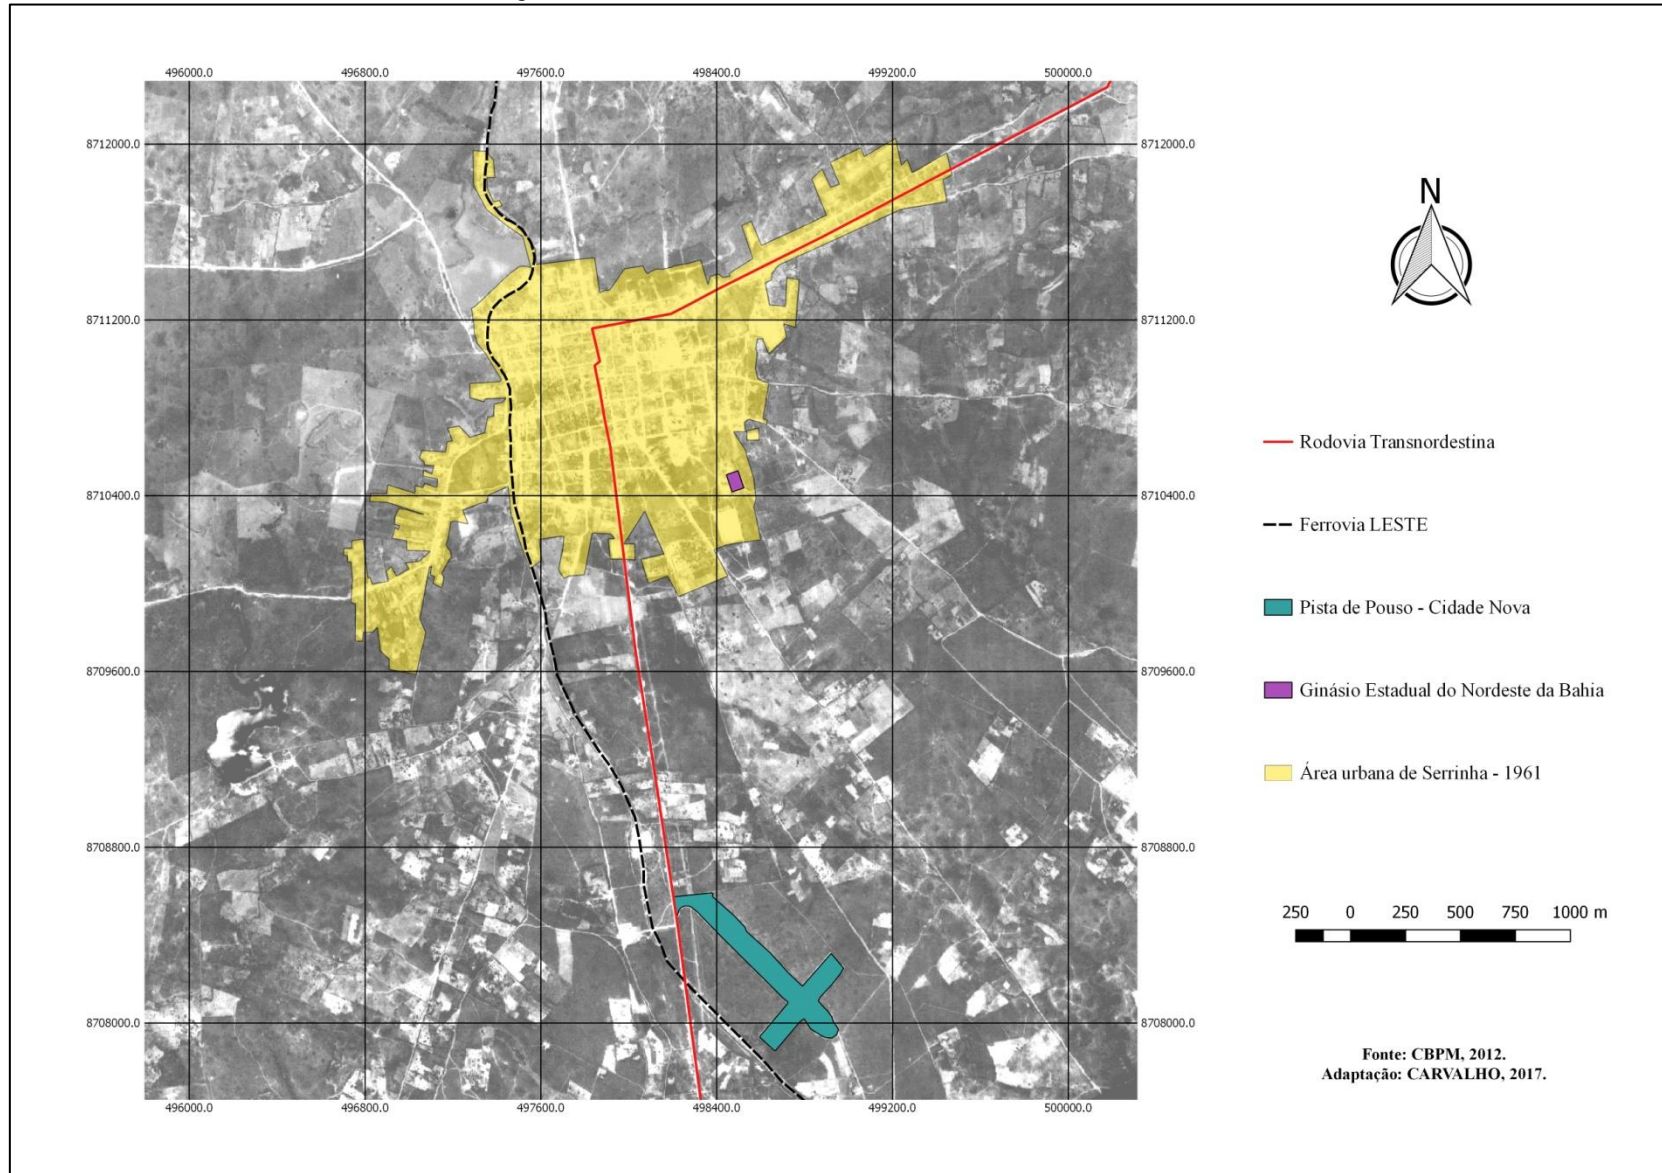 496000.0 496800.0 497600.0 498400.0 499200.0 500000.0
8712000.0 8712000.0
8711200.0 8711200.0
8710400.0 8710400.0
8709600.0 8709600.0
8708800.0 8708800.0
8708000.0 8708000.0
496000.0 496800.0 497600.0 498400.0 499200.0 500000.0
N
Rodovia Transnordestina
Ferrovia LESTE
Pista de Pouso - Cidade Nova
Ginásio Estadual do Nordeste da Bahia
Área urbana de Serrinha - 1961
250 0 250 500 750 1000 m
Fonte: CBPM, 2012.
Adaptação: CARVALHO, 2017.